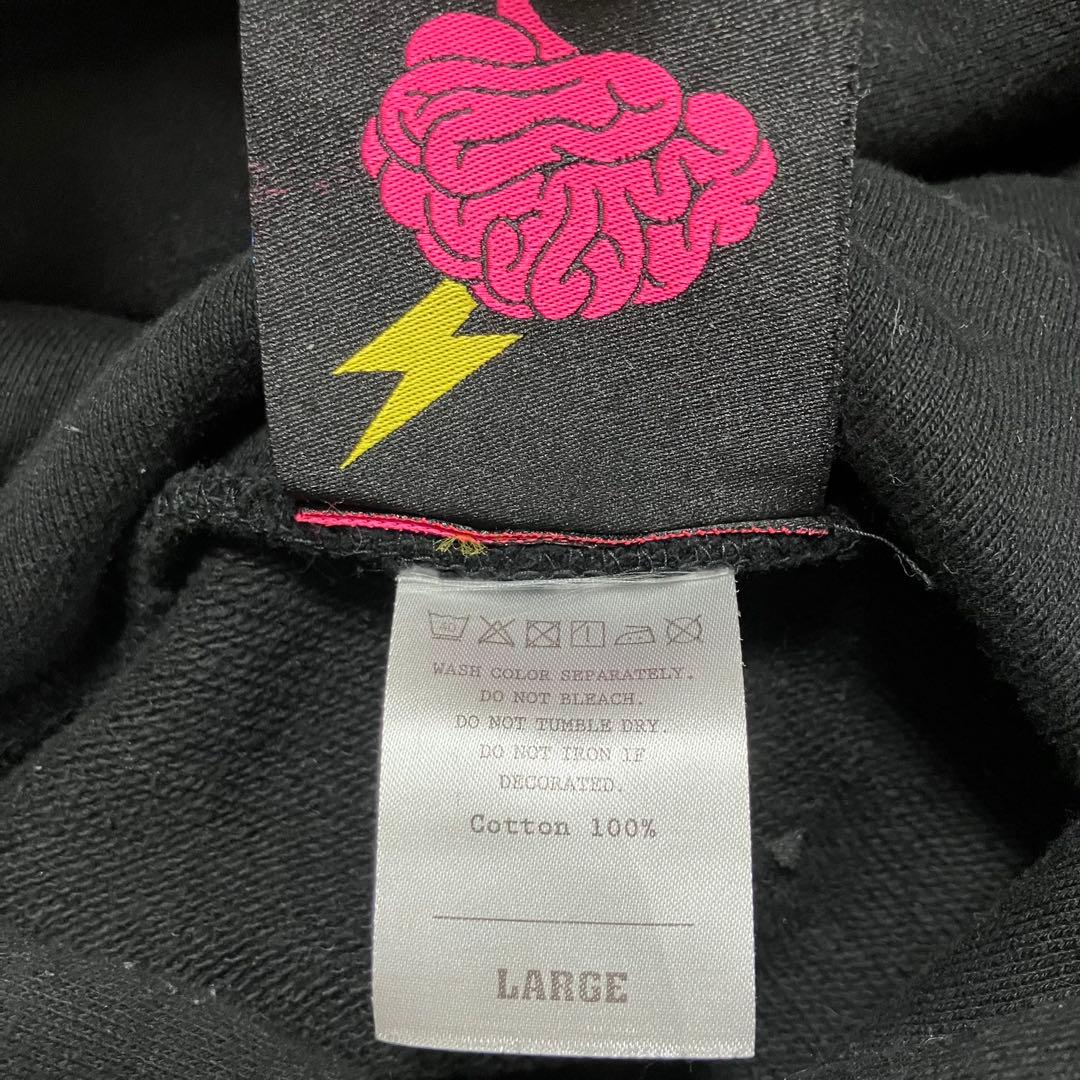 WASH COLOR SEPARATELY.
DO NOT BLEACH.
DO NOT TUMBLE DRY.
DO NOT IRON IF
DECORATED.
Cotton 100%
LARGE